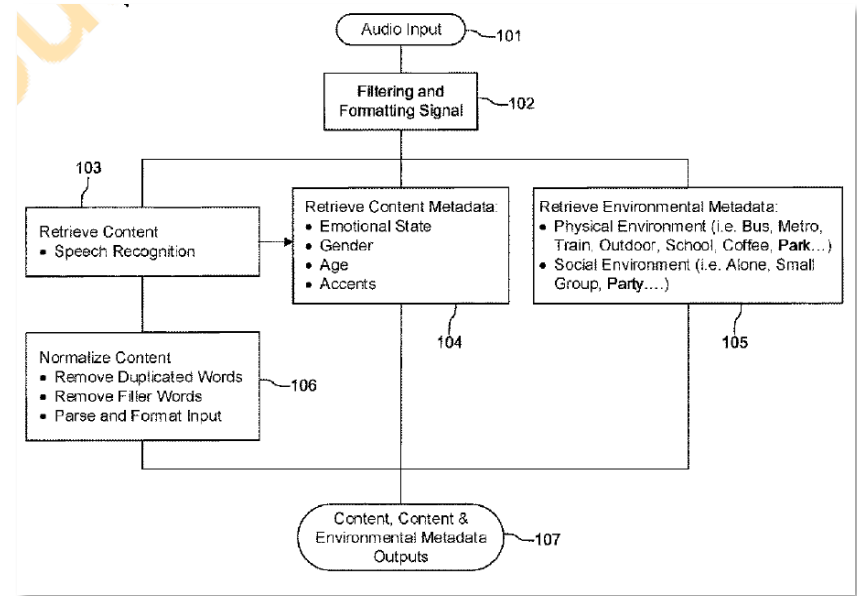 Audio Input
101
Filtering and
Formatting Signal
102
103
Retrieve Content
• Speech Recognition
Retrieve Content Metadata:
• Emotional State
• Gender
• Age
• Accents
104
Retrieve Environmental Metadata:
• Physical Environment (i.e. Bus, Metro,
Train, Outdoor, School, Coffee, Park...)
• Social Environment (i.e. Alone, Small
Group, Party....)
105
Normalize Content
• Remove Duplicated Words
• Remove Filler Words
• Parse and Format Input
106
Content, Content &
Environmental Metadata
Outputs
107